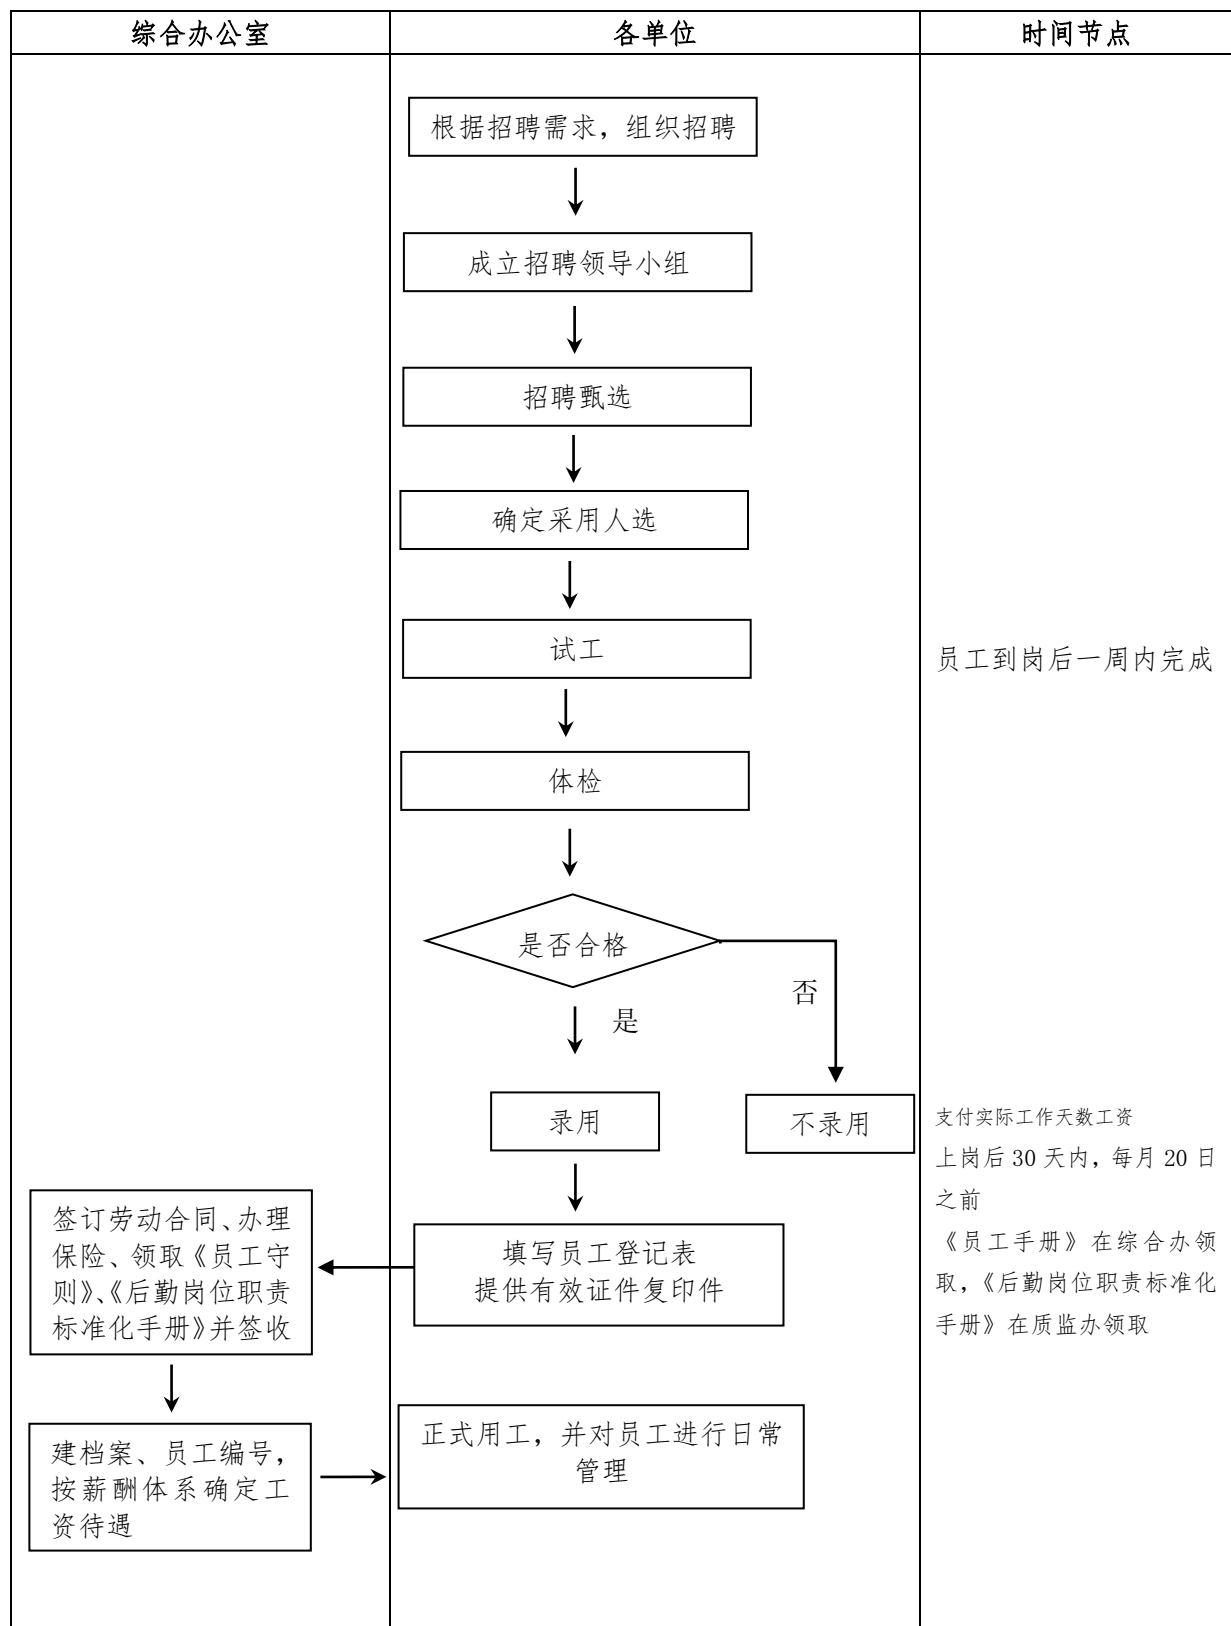 综合办公室
各单位
时间节点
根据招聘需求，组织招聘
成立招聘领导小组
招聘甄选
确定采用人选
试工
员工到岗后一周内完成
体检
是否合格
否
是
录用
不录用
支付实际工作天数工资
上岗后 30 天内，每月 20 日
之前
《员工手册》在综合办领
取，《后勤岗位职责标准化
手册》在质监办领取
填写员工登记表
提供有效证件复印件
签订劳动合同、办理
保险、领取《员工守
则》、《后勤岗位职责
标准化手册》并签收
建档案、员工编号，
按薪酬体系确定工
资待遇
正式用工，并对员工进行日常
管理